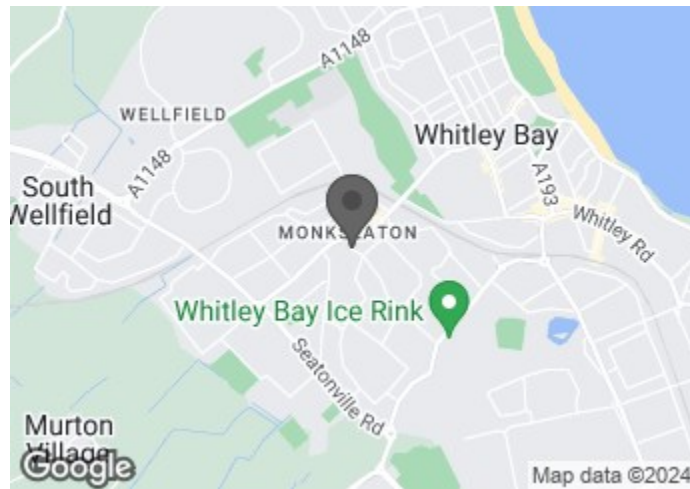 A1148
WELLFIELD
Whitley Bay
A1148
South
Wellfield
A193
Whitley Rd
MONKSEATON
Whitley Bay Ice Rink
Seatonville Rd
Murton
Village
Google
Map data ©2024